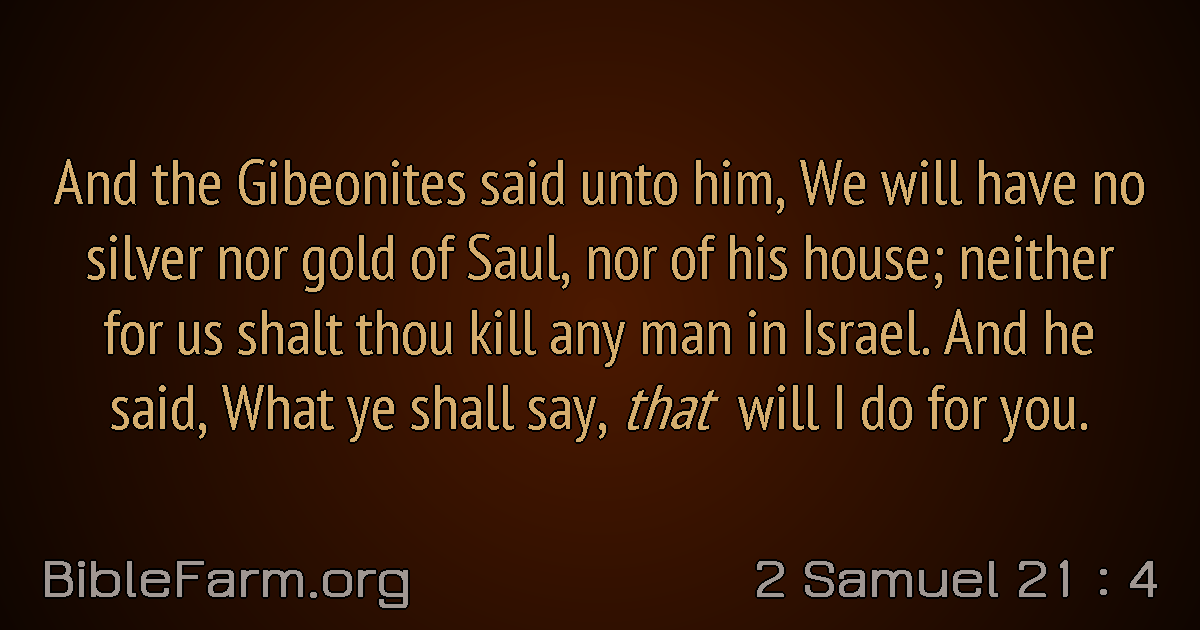 And the Gibeonites said unto him, We will have no
silver nor gold of Saul, nor of his house; neither
for us shalt thou kill any man in Israel. And he
said, What ye shall say, that will I do for you.
BibleFarm.org
2 Samuel 21 : 4